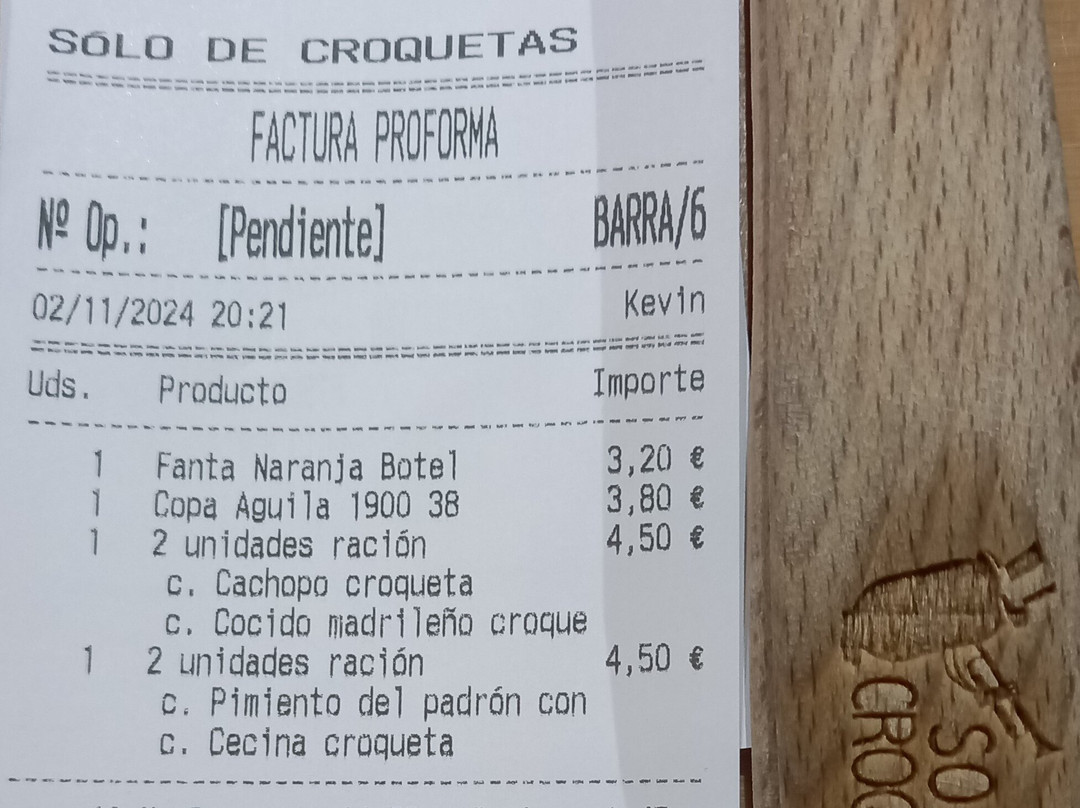 SÓLO DE CROQUETAS
FACTURA PROFORMA
Nº Op.: [Pendiente] BARRA/6
02/11/2024 20:21 Kevin
Uds. Producto Importe
1 Fanta Naranja Botel 3,20 €
1 Copa Aguila 1900 38 3,80 €
1 2 unidades ración 4,50 €
c. Cachopo croqueta
c. Cocido madrileño croque
1 2 unidades ración 4,50 €
c. Pimiento del padrón con
c. Cecina croqueta
SO
CROQ